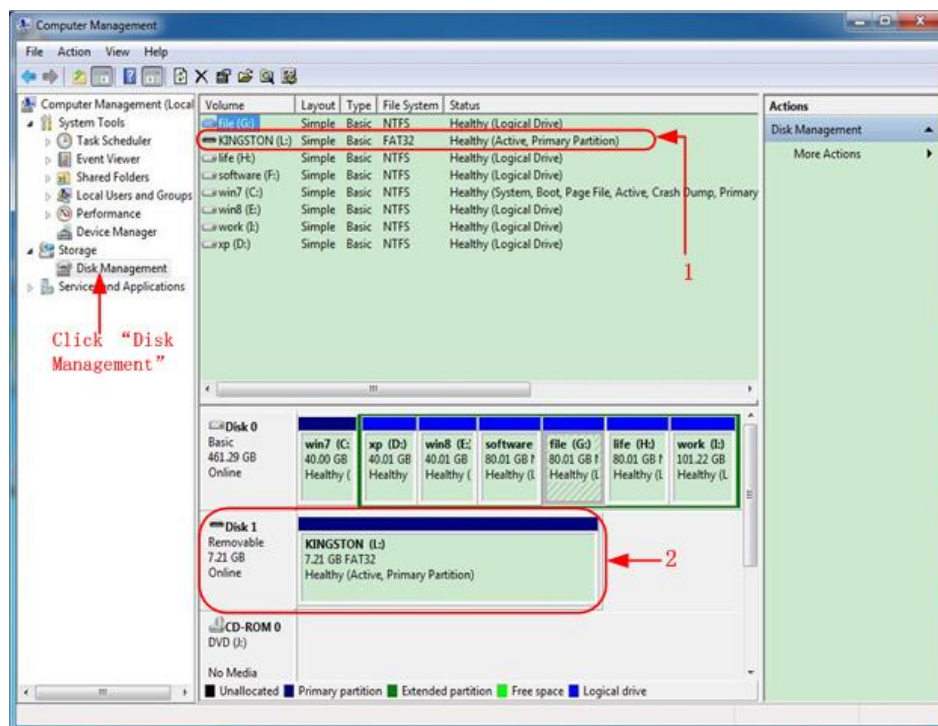 Computer Management
File Action View Help
Computer Management (Local
System Tools
Task Scheduler
Event Viewer
Shared Folders
Local Users and Groups
Performance
Device Manager
Storage
Disk Management
Services and Applications
Click “Disk
Management”
Volume Layout Type File System Status
file (G:) Simple Basic NTFS Healthy (Logical Drive)
KINGSTON (L:) Simple Basic FAT32 Healthy (Active, Primary Partition)
life (H:) Simple Basic NTFS Healthy (Logical Drive)
software (F:) Simple Basic NTFS Healthy (Logical Drive)
win7 (C:) Simple Basic NTFS Healthy (System, Boot, Page File, Active, Crash Dump, Primary
win8 (E:) Simple Basic NTFS Healthy (Logical Drive)
work (I:) Simple Basic NTFS Healthy (Logical Drive)
xp (D:) Simple Basic NTFS Healthy (Logical Drive)
1
Disk 0
Basic
461.29 GB
Online
win7 (C:
40.00 GB
Healthy (
xp (D:)
40.01 GB
Healthy
win8 (E:
40.01 GB
Healthy (
software
80.01 GB N
Healthy (L
file (G:)
80.01 GB N
Healthy (L
life (H:)
80.01 GB N
Healthy (L
work (I:)
101.22 GB
Healthy (L
Disk 1
Removable
7.21 GB
Online
KINGSTON (L:)
7.21 GB FAT32
Healthy (Active, Primary Partition)
2
CD-ROM 0
DVD (J:)
No Media
Unallocated Primary partition Extended partition Free space Logical drive
Actions
Disk Management
More Actions